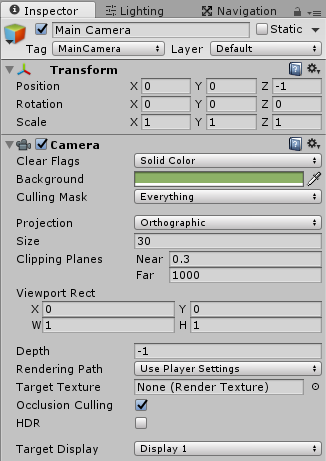 Inspector Lighting Navigation
Main Camera Static
Tag MainCamera Layer Default
Transform
Position X 0 Y 0 Z -1
Rotation X 0 Y 0 Z 0
Scale X 1 Y 1 Z 1
Camera
Clear Flags Solid Color
Background
Culling Mask Everything
Projection Orthographic
Size 30
Clipping Planes Near 0.3
Far 1000
Viewport Rect
X 0 Y 0
W 1 H 1
Depth -1
Rendering Path Use Player Settings
Target Texture None (Render Texture)
Occlusion Culling
HDR
Target Display Display 1